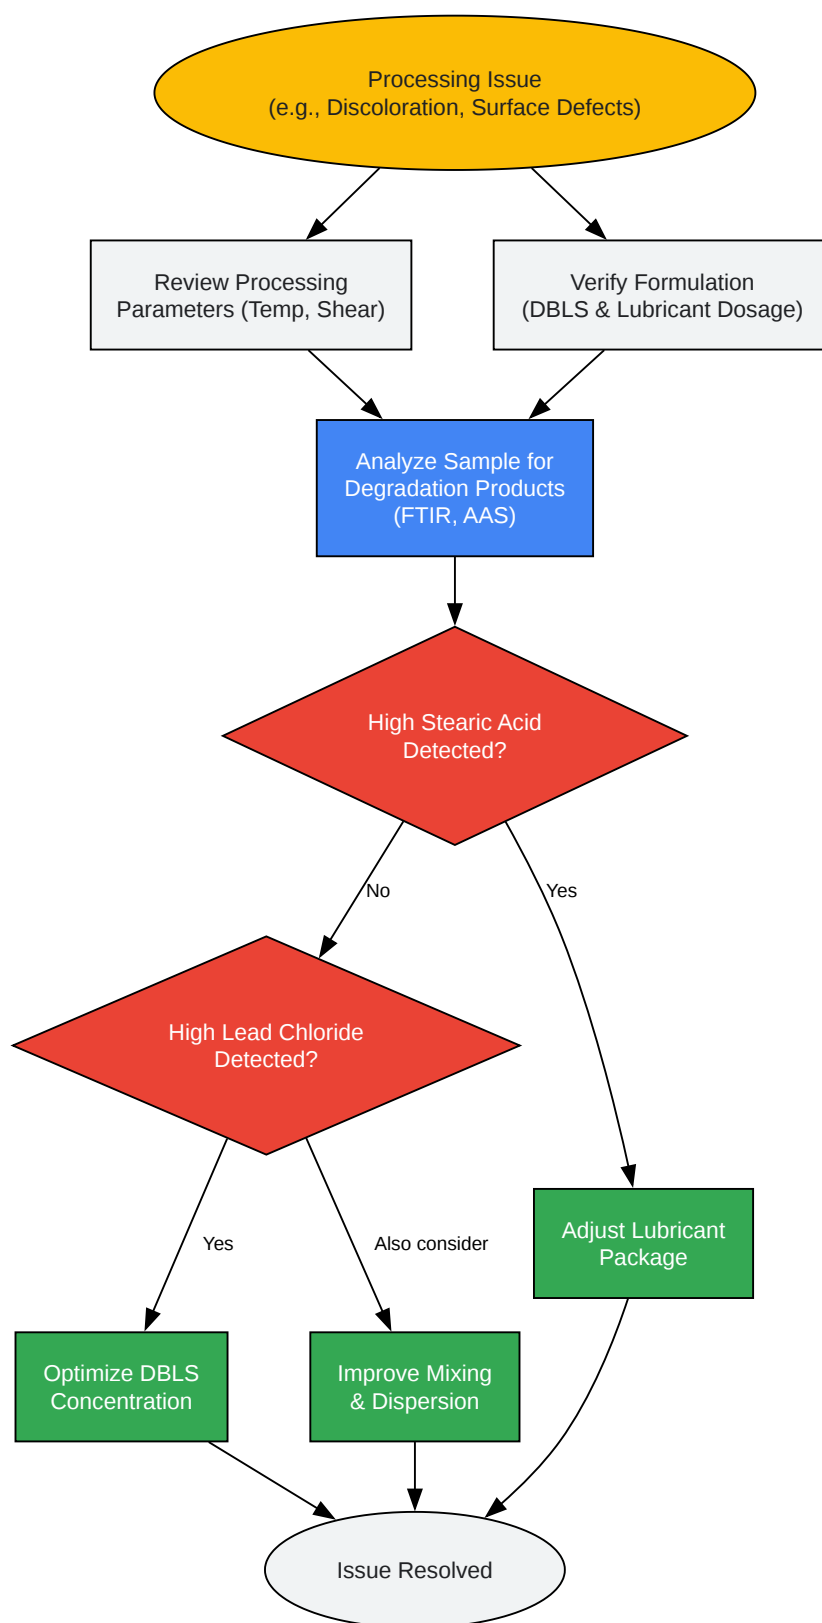 Processing Issue
(e.g., Discoloration, Surface Defects)
Review Processing
Parameters (Temp, Shear)
Verify Formulation
(DBLS & Lubricant Dosage)
Analyze Sample for
Degradation Products
(FTIR, AAS)
High Stearic Acid
Detected?
No
Yes
High Lead Chloride
Detected?
Yes
Also consider
Adjust Lubricant
Package
Optimize DBLS
Concentration
Improve Mixing
& Dispersion
Issue Resolved